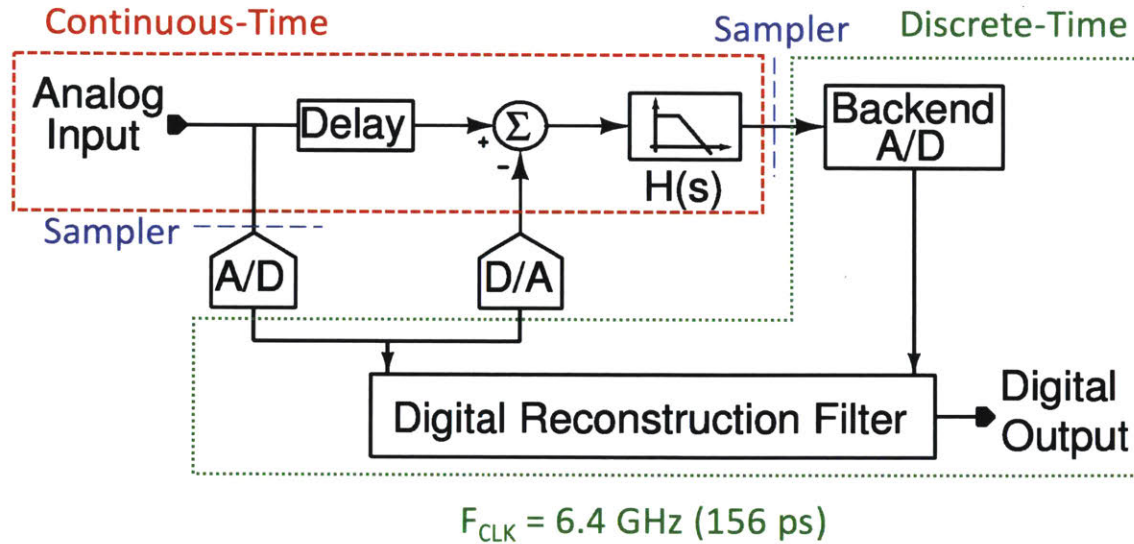 Continuous-Time
Sampler
Discrete-Time
Analog
Input
Delay
Σ
+
-
H(s)
Backend
A/D
Sampler
A/D
D/A
Digital Reconstruction Filter
Digital
Output
F_CLK = 6.4 GHz (156 ps)